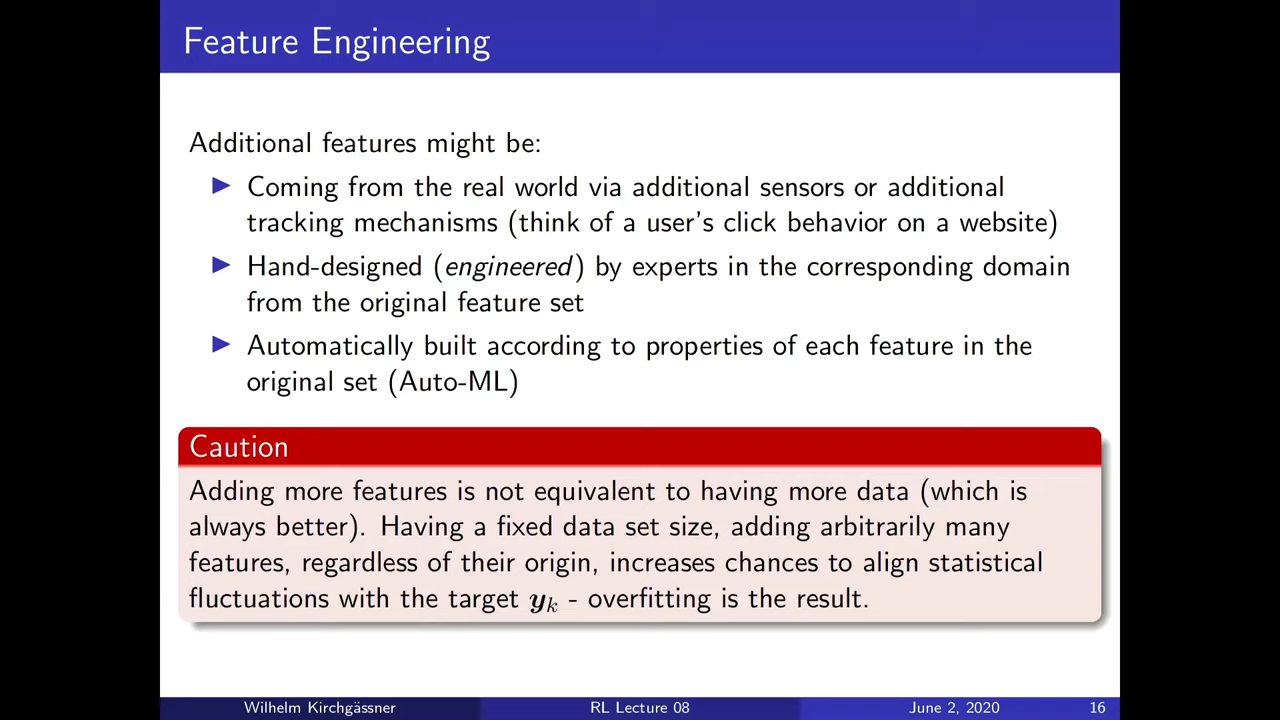 Feature Engineering
Additional features might be:
▶ Coming from the real world via additional sensors or additional
tracking mechanisms (think of a user's click behavior on a website)
▶ Hand-designed (engineered) by experts in the corresponding domain
from the original feature set
▶ Automatically built according to properties of each feature in the
original set (Auto-ML)
Caution
Adding more features is not equivalent to having more data (which is
always better). Having a fixed data set size, adding arbitrarily many
features, regardless of their origin, increases chances to align statistical
fluctuations with the target yₖ - overfitting is the result.
Wilhelm Kirchgässner RL Lecture 08 June 2, 2020 16